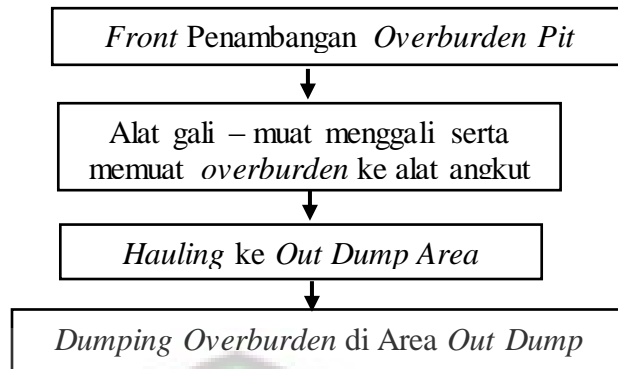 Front Penambangan Overburden Pit
Alat gali – muat menggali serta
memuat overburden ke alat angkut
Hauling ke Out Dump Area
Dumping Overburden di Area Out Dump